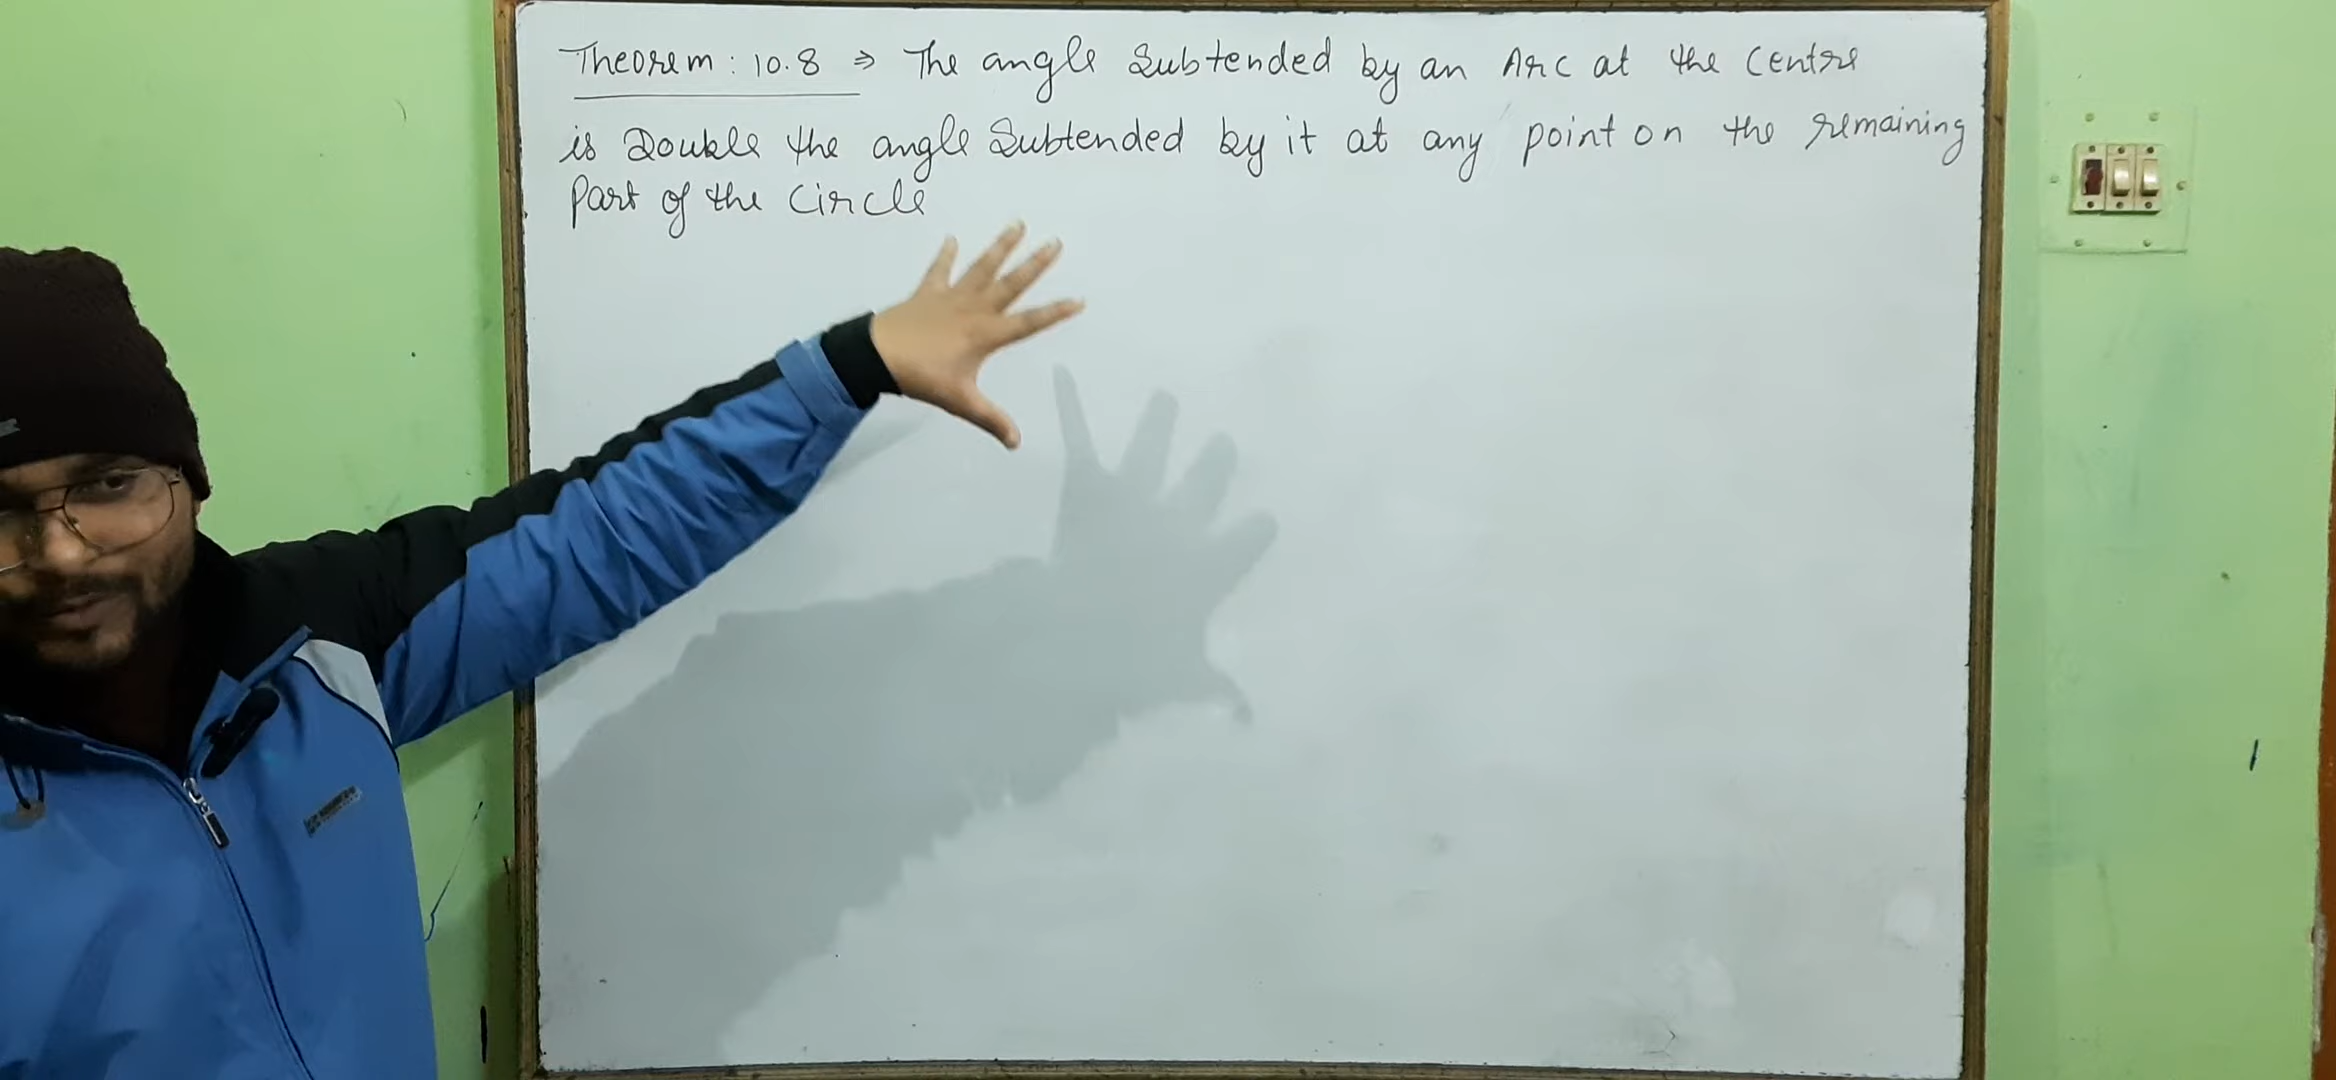 Theorem : 10.8 ⇒ The angle Subtended by an Arc at the Centre
is Double the angle Subtended by it at any point on the remaining
Part of the Circle